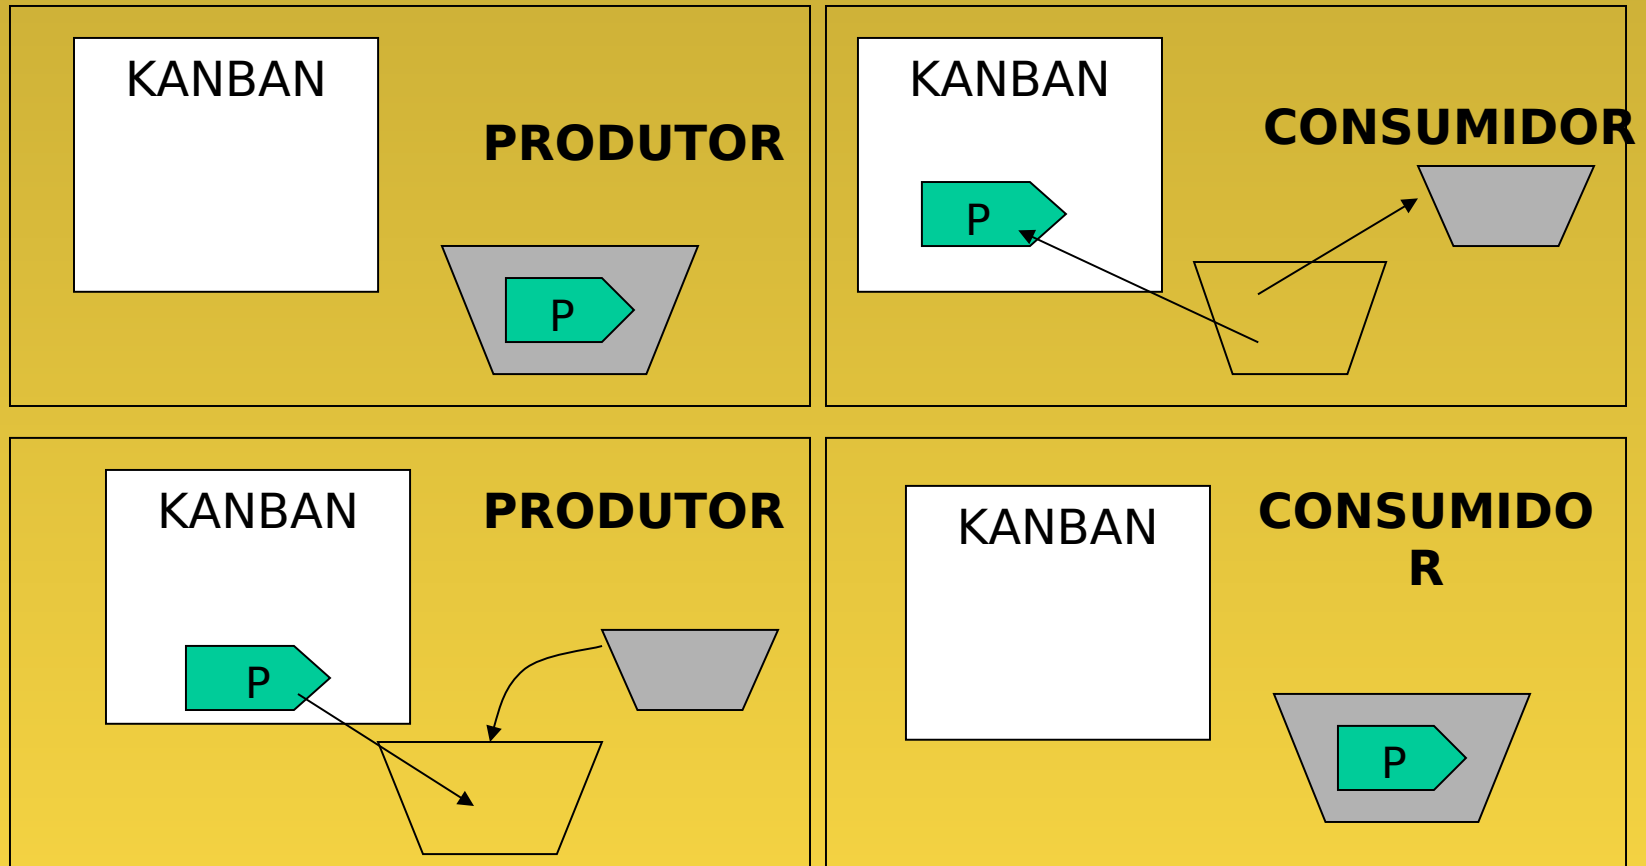 KANBAN
PRODUTOR
P
KANBAN
CONSUMIDOR
P
KANBAN
PRODUTOR
P
KANBAN
CONSUMIDO
R
P